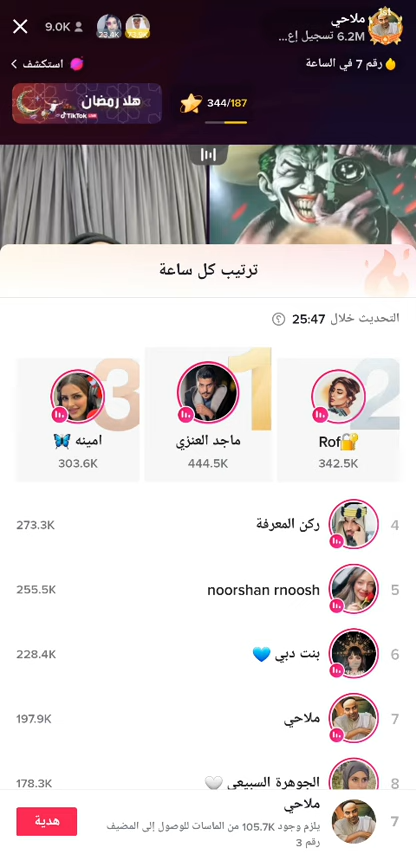 ملاحي
6.2M تسجيل إع...
9.0K
23.4K
رقم 7 في الساعة
استكشف
344/187
هلا رمضان
TikTok LIVE
ترتيب كل ساعة
التحديث خلال 25:47
2
Rof🔐
342.5K
1
ماجد العنزي
444.5K
3
امينه 🦋
303.6K
4 ركن المعرفة 273.3K
5 noorshan rnoosh 255.5K
6 بنت دبي 💙 228.4K
7 ملاحي 197.9K
8 الجوهرة السبيعي 🤍 178.3K
7
ملاحي
يلزم وجود 105.7K من الماسات للوصول إلى المضيف
رقم 3
هدية